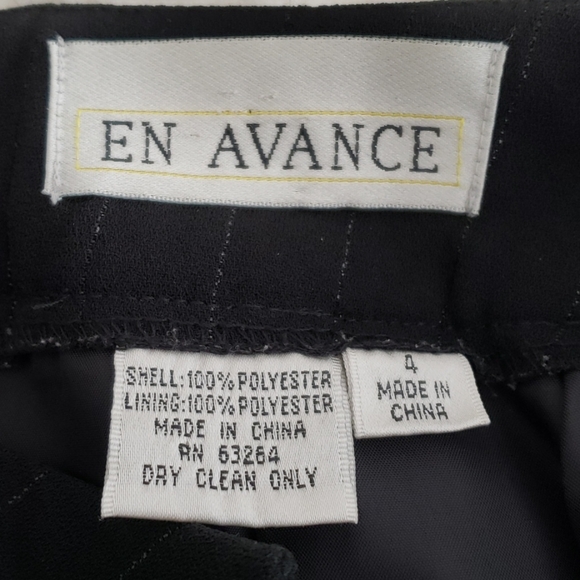 EN AVANCE
SHELL:100%POLYESTER
LINING:100%POLYESTER
MADE IN CHINA
RN 63264
DRY CLEAN ONLY
4
MADE IN
CHINA